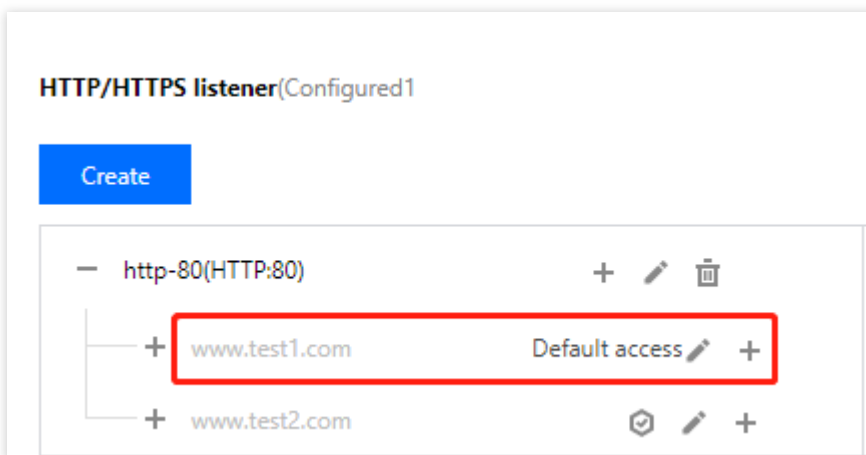 HTTP/HTTPS listener(Configured1
Create
http-80(HTTP:80)
www.test1.com Default access
www.test2.com